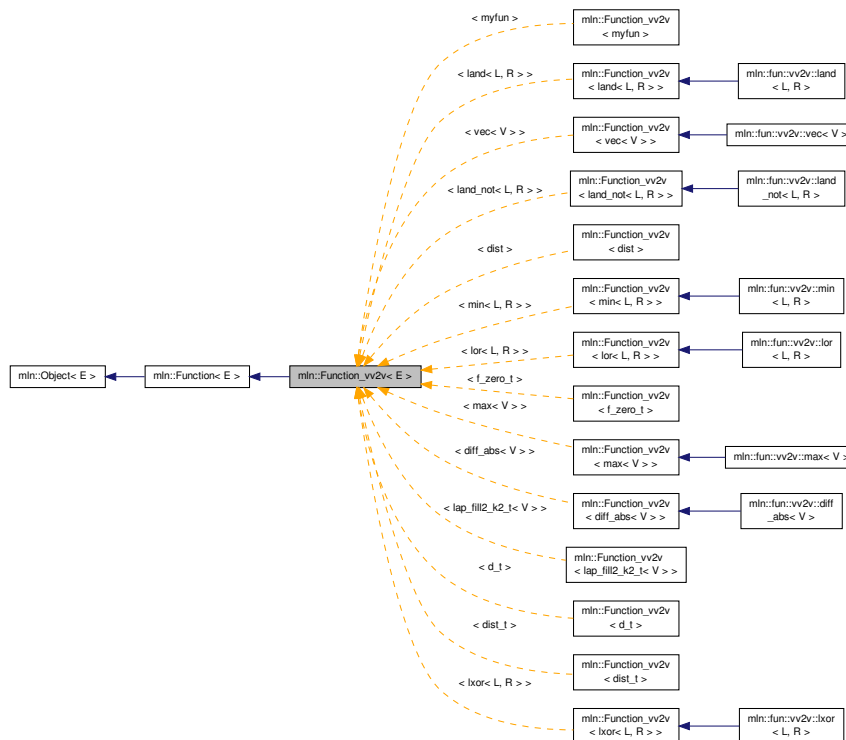 < myfun >
mln::Function_vv2v
< myfun >
< land< L, R > >
mln::Function_vv2v
< land< L, R > >
mln::fun::vv2v::land
< L, R >
< vec< V > >
mln::Function_vv2v
< vec< V > >
mln::fun::vv2v::vec< V >
< land_not< L, R > >
mln::Function_vv2v
< land_not< L, R > >
mln::fun::vv2v::land
_not< L, R >
< dist >
mln::Function_vv2v
< dist >
< min< L, R > >
mln::Function_vv2v
< min< L, R > >
mln::fun::vv2v::min
< L, R >
< lor< L, R > >
mln::Function_vv2v
< lor< L, R > >
mln::fun::vv2v::lor
< L, R >
mln::Object< E >
mln::Function< E >
mln::Function_vv2v< E >
< f_zero_t >
mln::Function_vv2v
< f_zero_t >
< max< V > >
mln::Function_vv2v
< max< V > >
mln::fun::vv2v::max< V >
< diff_abs< V > >
mln::Function_vv2v
< diff_abs< V > >
mln::fun::vv2v::diff
_abs< V >
< lap_fill2_k2_t< V > >
mln::Function_vv2v
< lap_fill2_k2_t< V > >
< d_t >
mln::Function_vv2v
< d_t >
< dist_t >
mln::Function_vv2v
< dist_t >
< lxor< L, R > >
mln::Function_vv2v
< lxor< L, R > >
mln::fun::vv2v::lxor
< L, R >